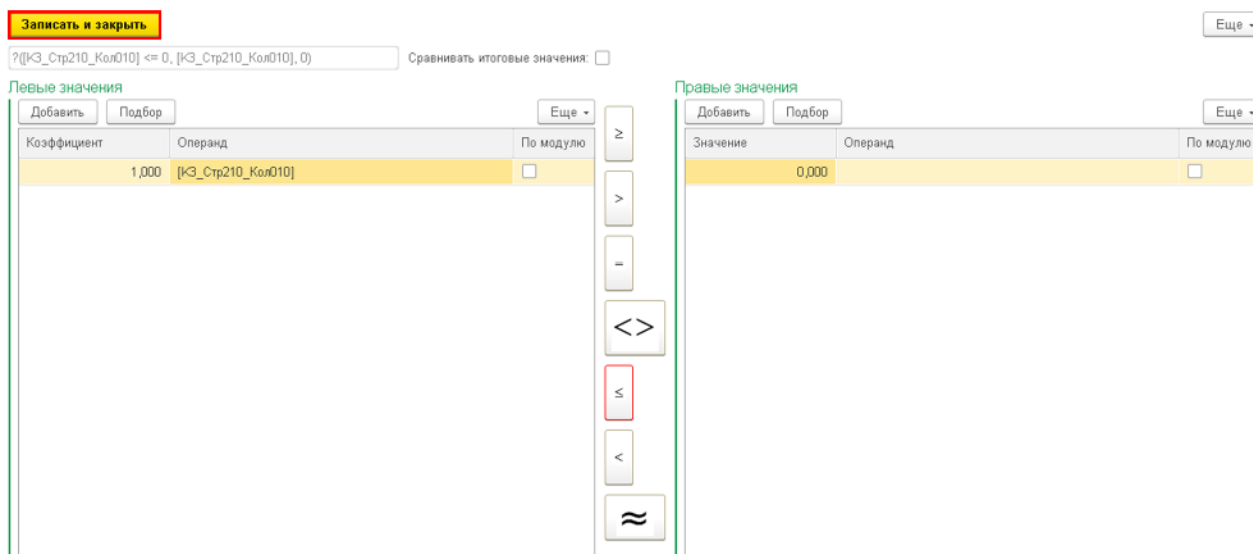 Записать и закрыть Еще
?([КЗ_Стр210_Кол010] <= 0, [КЗ_Стр210_Кол010], 0) Сравнивать итоговые значения:
Левые значения Правые значения
Добавить Подбор Еще Добавить Подбор Еще
Коэффициент Операнд По модулю Значение Операнд По модулю
1,000 [КЗ_Стр210_Кол010] 0,000
≥
>
=
<>
≤
<
≈